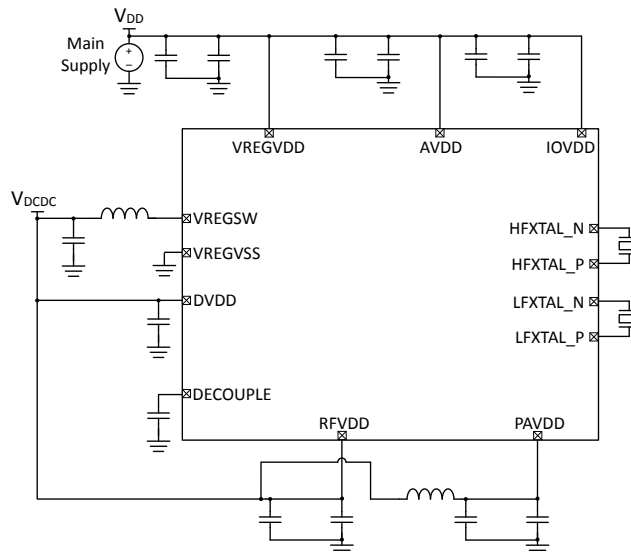 VDD
Main
Supply
+
–
VREGVDD
AVDD
IOVDD
VDCDC
VREGSW
VREGVSS
DVDD
DECOUPLE
HFXTAL_N
HFXTAL_P
LFXTAL_N
LFXTAL_P
RFVDD
PAVDD